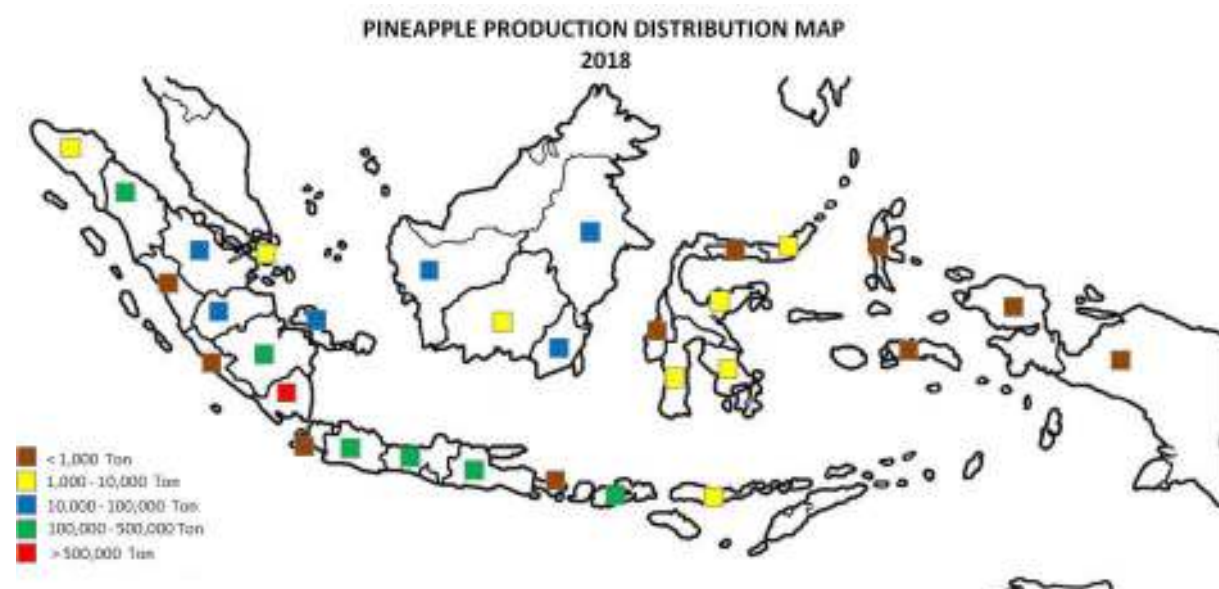 PINEAPPLE PRODUCTION DISTRIBUTION MAP
2018
< 1,000 Ton
1,000 - 10,000 Ton
10,000 - 100,000 Ton
100,000 - 500,000 Ton
> 500,000 Ton